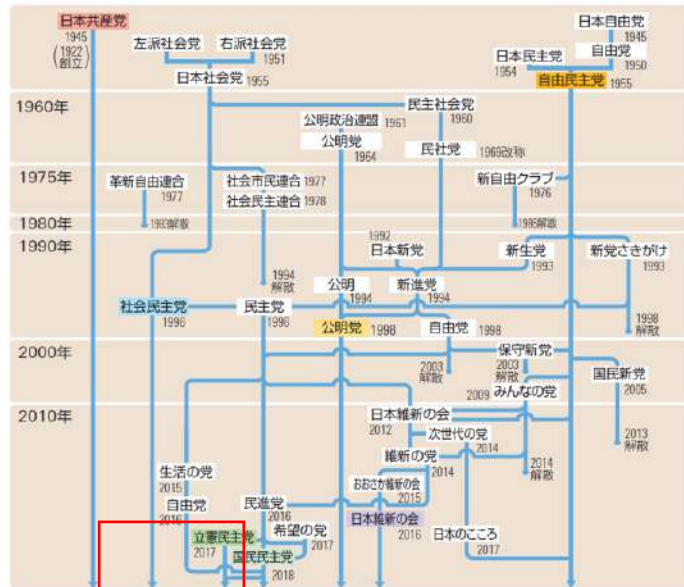 日本共産党
1945
(1922
創立)
左派社会党
右派社会党
1951
日本社会党
1955
日本自由党
1945
日本民主党
1954
自由党
1950
自由民主党
1955
1960年
公明政治連盟
1961
民主社会党
1960
公明党
1964
民社党
1969改称
1975年
革新自由連合
1977
社会市民連合
1977
社会民主連合
1978
新自由クラブ
1976
1980年
1983解散
1986解散
1990年
1992
日本新党
新生党
1993
新党さきがけ
1993
1994
解散
公明
1994
新進党
1994
社会民主党
1996
民主党
1996
公明党
1998
自由党
1998
1998
解散
2000年
2003
解散
保守新党
2003
解散
国民新党
2005
2009
みんなの党
2010年
日本維新の会
2012
次世代の党
2014
2013
解散
維新の党
2014
2014
解散
生活の党
2015
おおさか維新の会
2015
自由党
2016
民進党
2016
日本維新の会
2016
希望の党
2017
日本のこころ
2017
立憲民主党
2017
国民民主党
2018